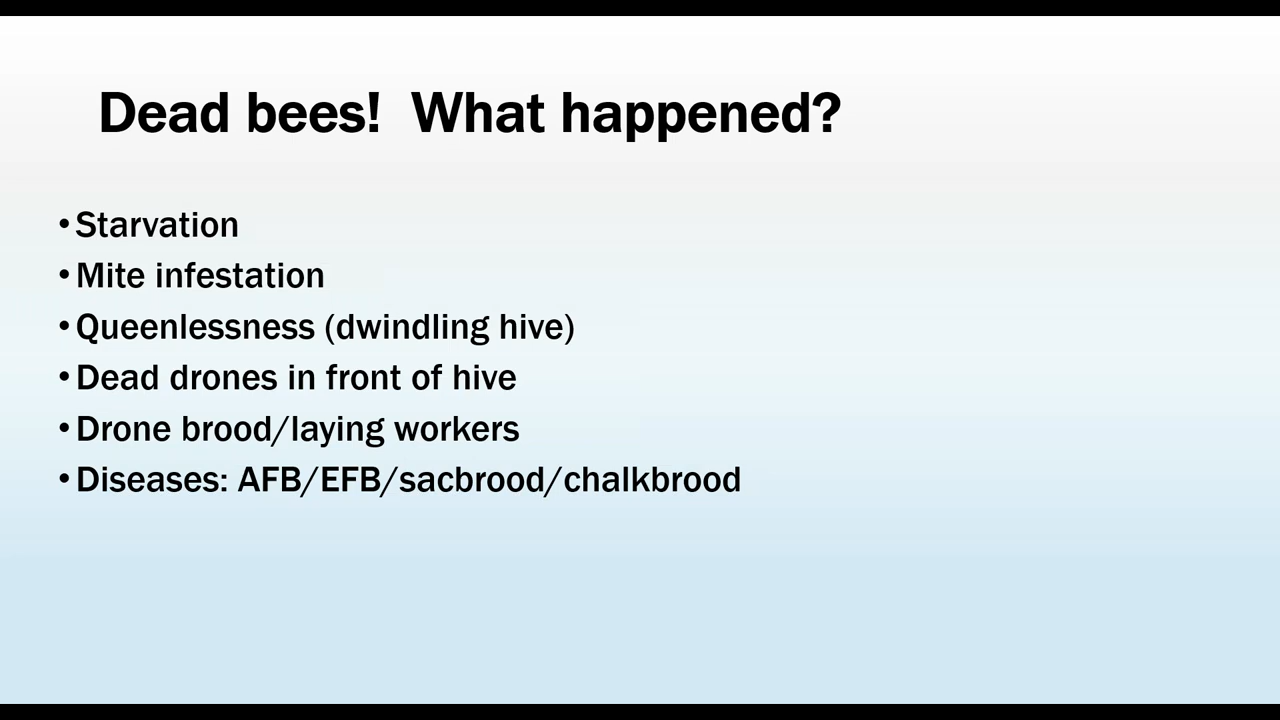 Dead bees!  What happened?
• Starvation
• Mite infestation
• Queenlessness (dwindling hive)
• Dead drones in front of hive
• Drone brood/laying workers
• Diseases: AFB/EFB/sacbrood/chalkbrood